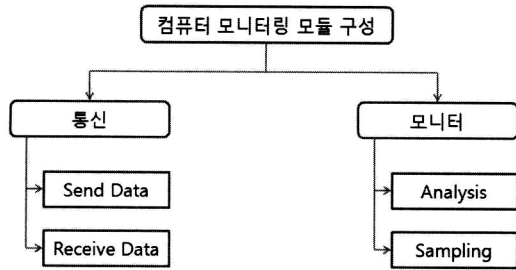 컴퓨터 모니터링 모듈 구성
통신
모니터
Send Data
Analysis
Receive Data
Sampling